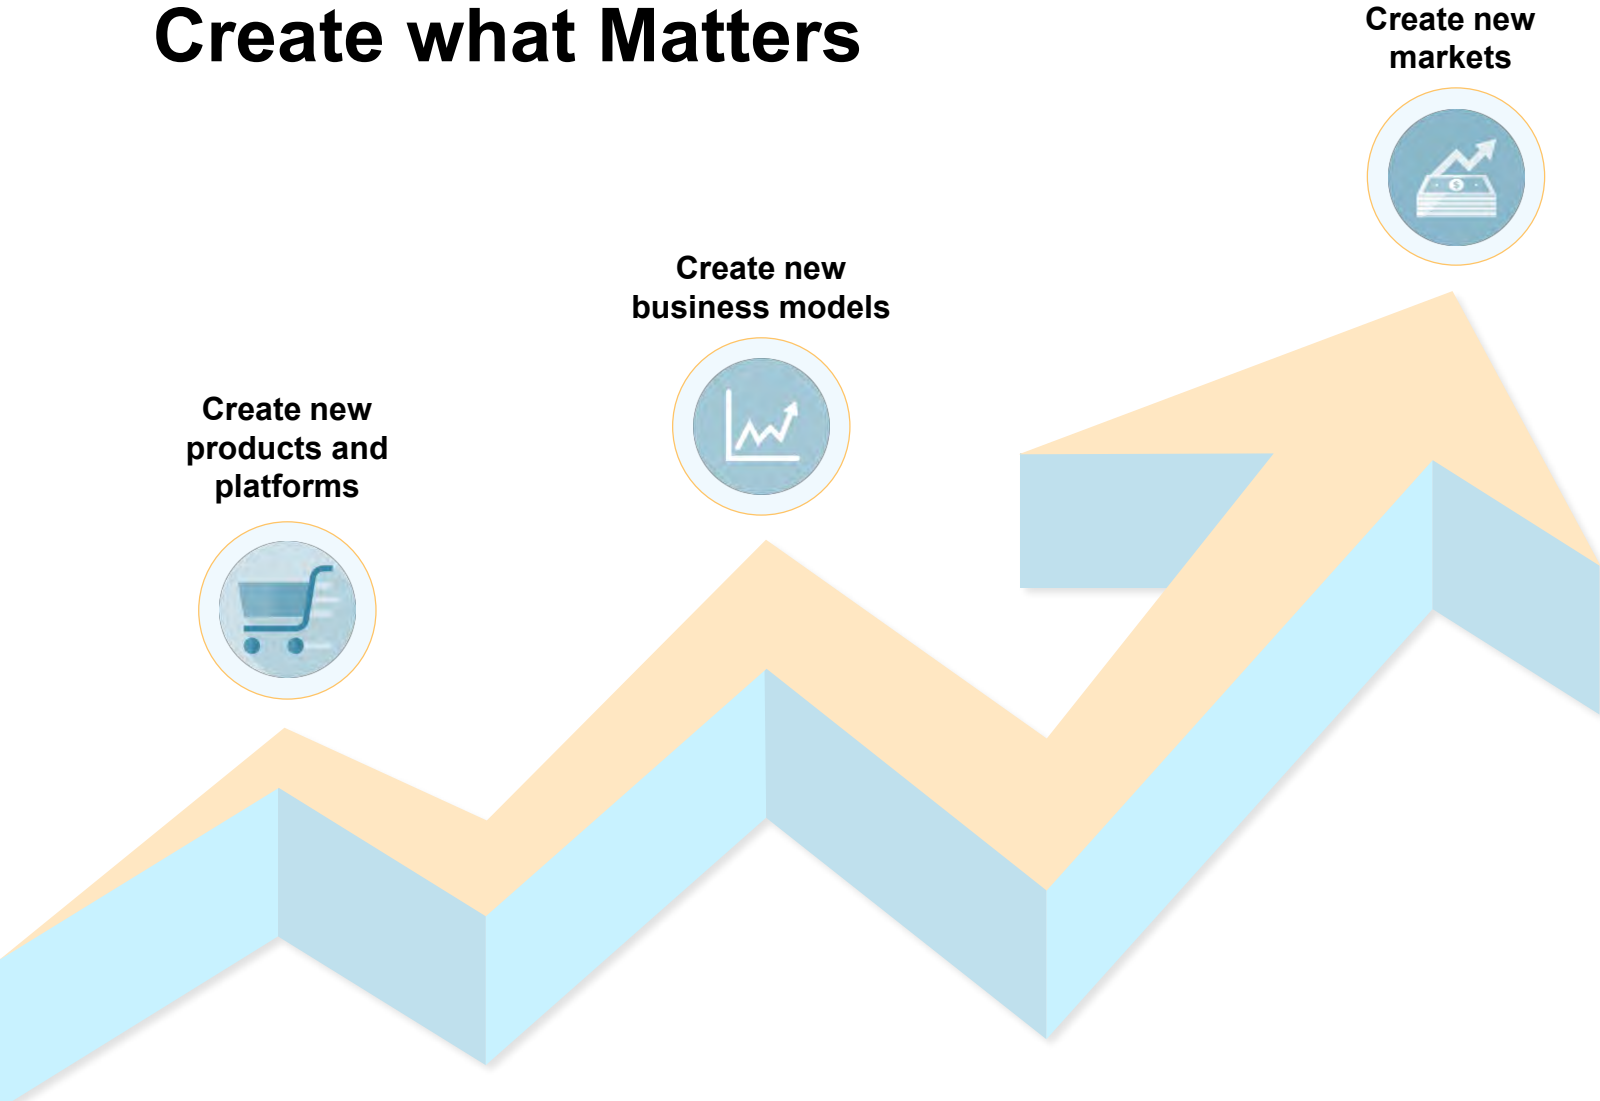 Create what Matters
Create new
markets
Create new
business models
Create new
products and
platforms
$